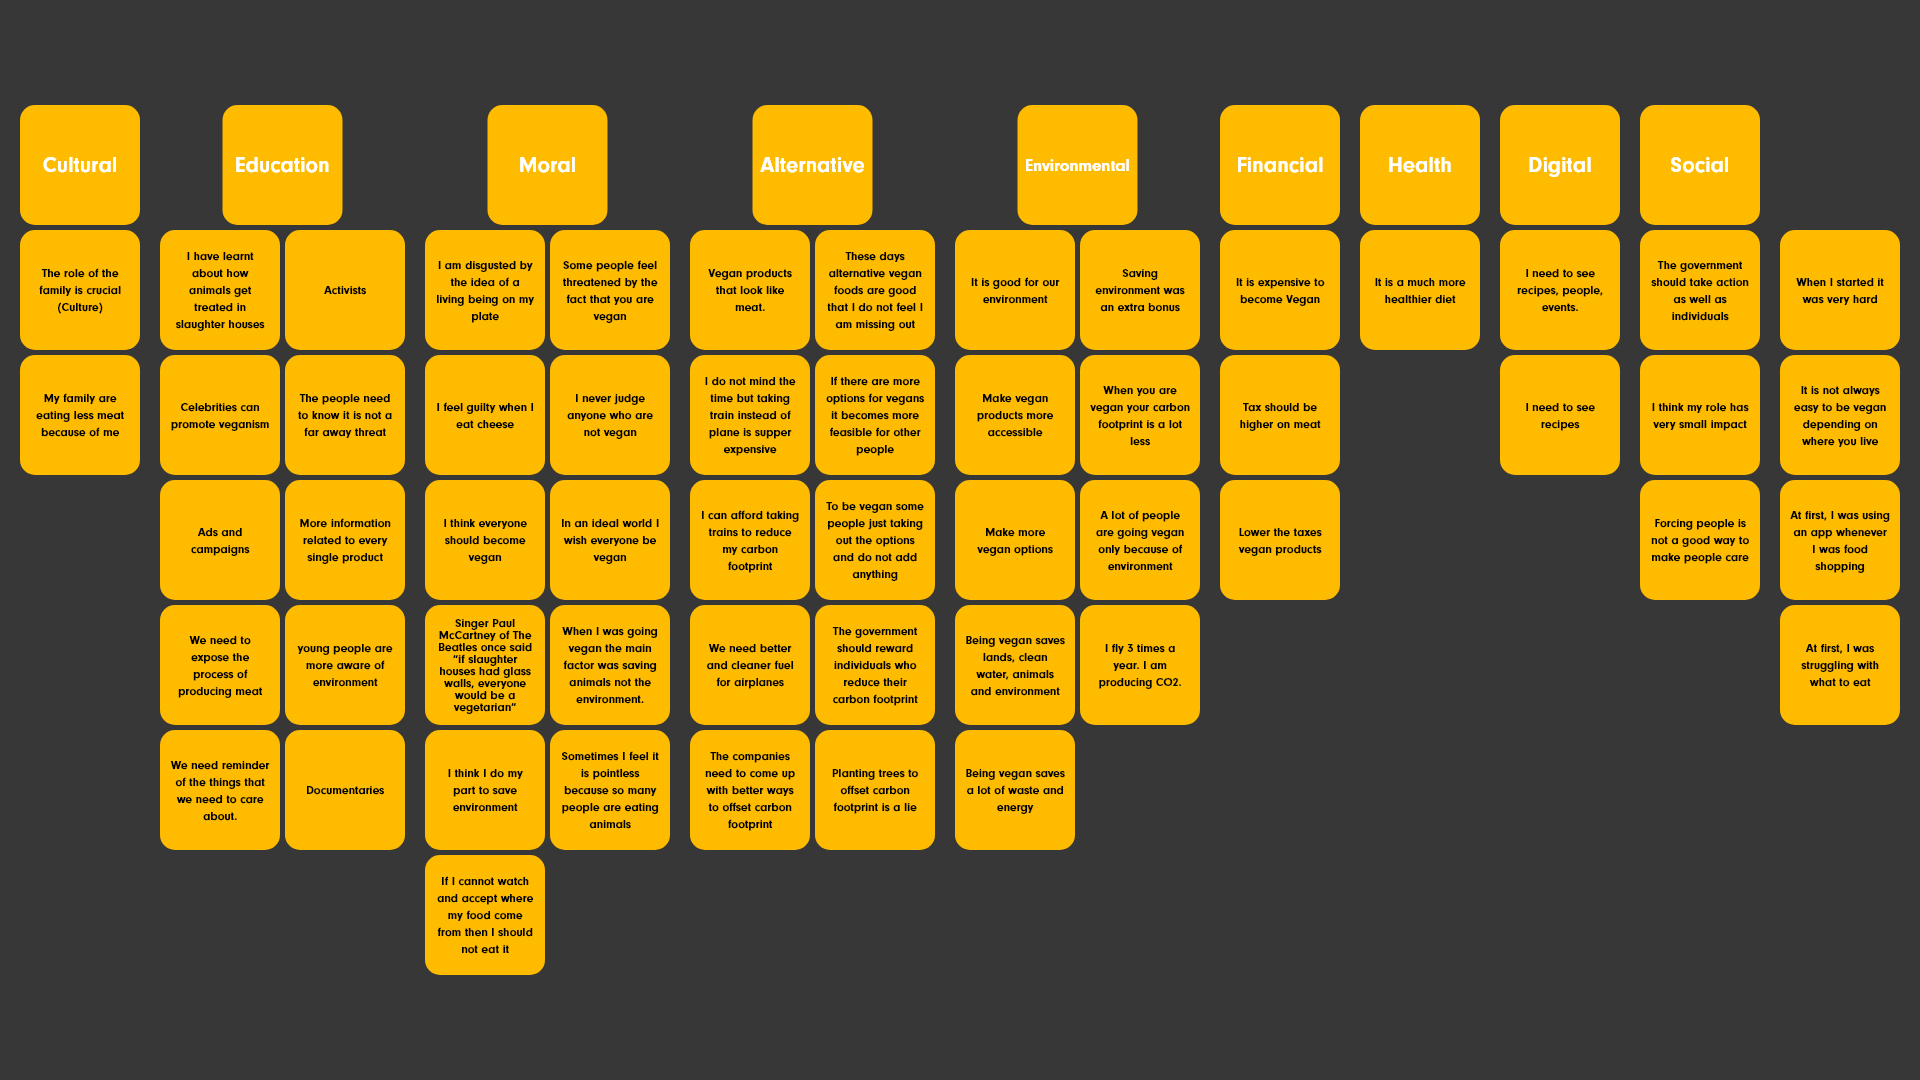 Cultural
Education
Moral
Alternative
Environmental
Financial
Health
Digital
Social
The role of the
family is crucial
(Culture)
My family are
eating less meat
because of me
I have learnt
about how
animals get
treated in
slaughter houses
Activists
Celebrities can
promote veganism
The people need
to know it is not a
far away threat
Ads and
campaigns
More information
related to every
single product
We need to
expose the
process of
producing meat
young people are
more aware of
environment
We need reminder
of the things that
we need to care
about.
Documentaries
I am disgusted by
the idea of a
living being on my
plate
Some people feel
threatened by the
fact that you are
vegan
I feel guilty when I
eat cheese
I never judge
anyone who are
not vegan
I think everyone
should become
vegan
In an ideal world I
wish everyone be
vegan
Singer Paul
McCartney of The
Beatles once said
"if slaughter
houses had glass
walls, everyone
would be a
vegetarian"
When I was going
vegan the main
factor was saving
animals not the
environment.
I think I do my
part to save
environment
Sometimes I feel it
is pointless
because so many
people are eating
animals
If I cannot watch
and accept where
my food come
from then I should
not eat it
Vegan products
that look like
meat.
These days
alternative vegan
foods are good
that I do not feel I
am missing out
I do not mind the
time but taking
train instead of
plane is supper
expensive
If there are more
options for vegans
it becomes more
feasible for other
people
I can afford taking
trains to reduce
my carbon
footprint
To be vegan some
people just taking
out the options
and do not add
anything
We need better
and cleaner fuel
for airplanes
The government
should reward
individuals who
reduce their
carbon footprint
The companies
need to come up
with better ways
to offset carbon
footprint
Planting trees to
offset carbon
footprint is a lie
It is good for our
environment
Saving
environment was
an extra bonus
Make vegan
products more
accessible
When you are
vegan your carbon
footprint is a lot
less
Make more
vegan options
A lot of people
are going vegan
only because of
environment
Being vegan saves
lands, clean
water, animals
and environment
I fly 3 times a
year. I am
producing CO2.
Being vegan saves
a lot of waste and
energy
It is expensive to
become Vegan
Tax should be
higher on meat
Lower the taxes
vegan products
It is a much more
healthier diet
I need to see
recipes, people,
events.
I need to see
recipes
The government
should take action
as well as
individuals
I think my role has
very small impact
Forcing people is
not a good way to
make people care
When I started it
was very hard
It is not always
easy to be vegan
depending on
where you live
At first, I was using
an app whenever
I was food
shopping
At first, I was
struggling with
what to eat